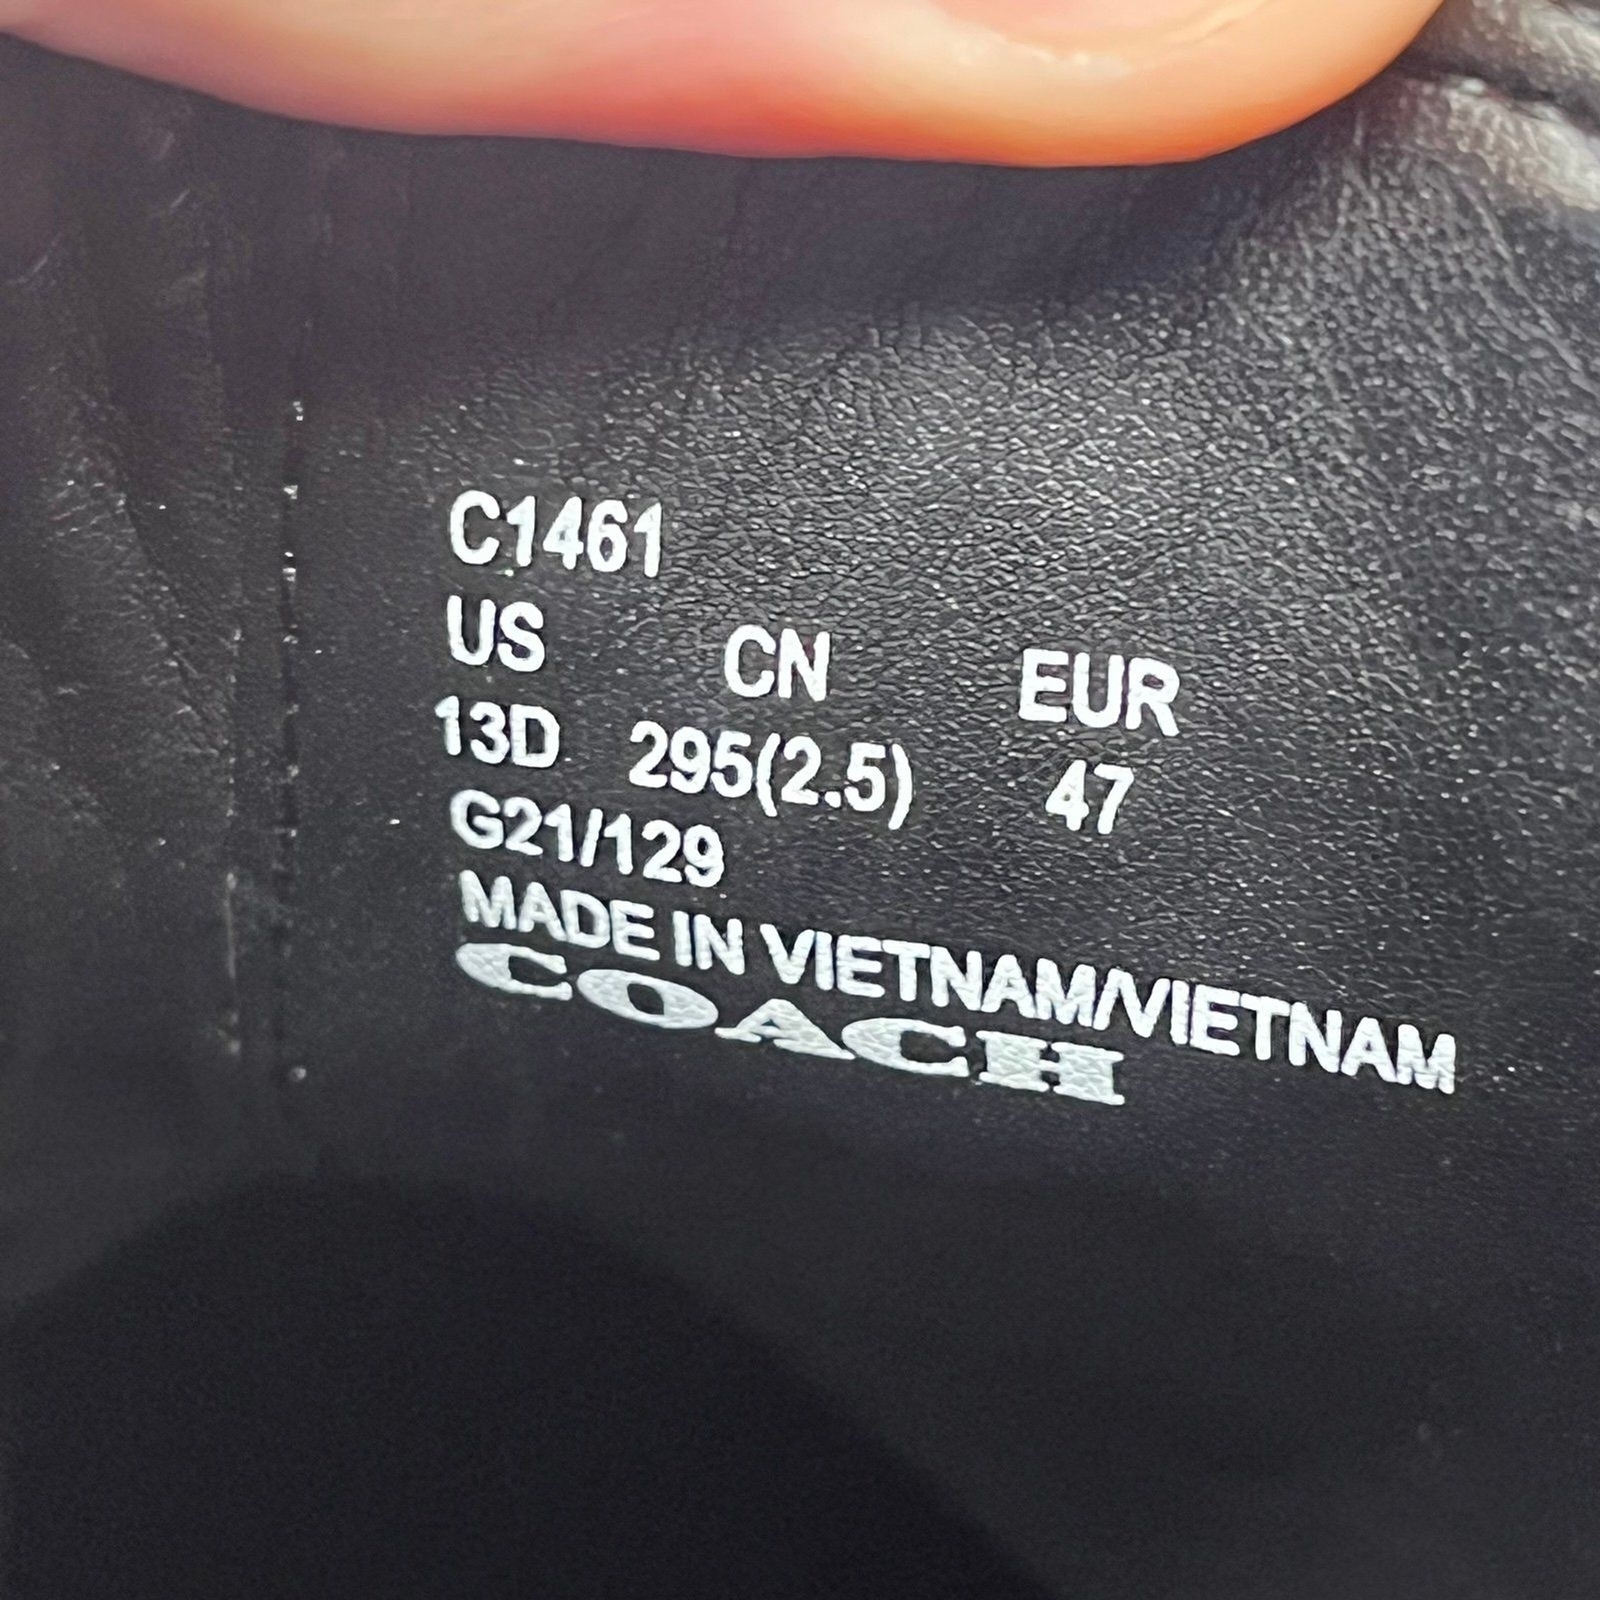 C1461
US CN EUR
13D 295(2.5) 47
G21/129
MADE IN VIETNAM/VIETNAM
COACH